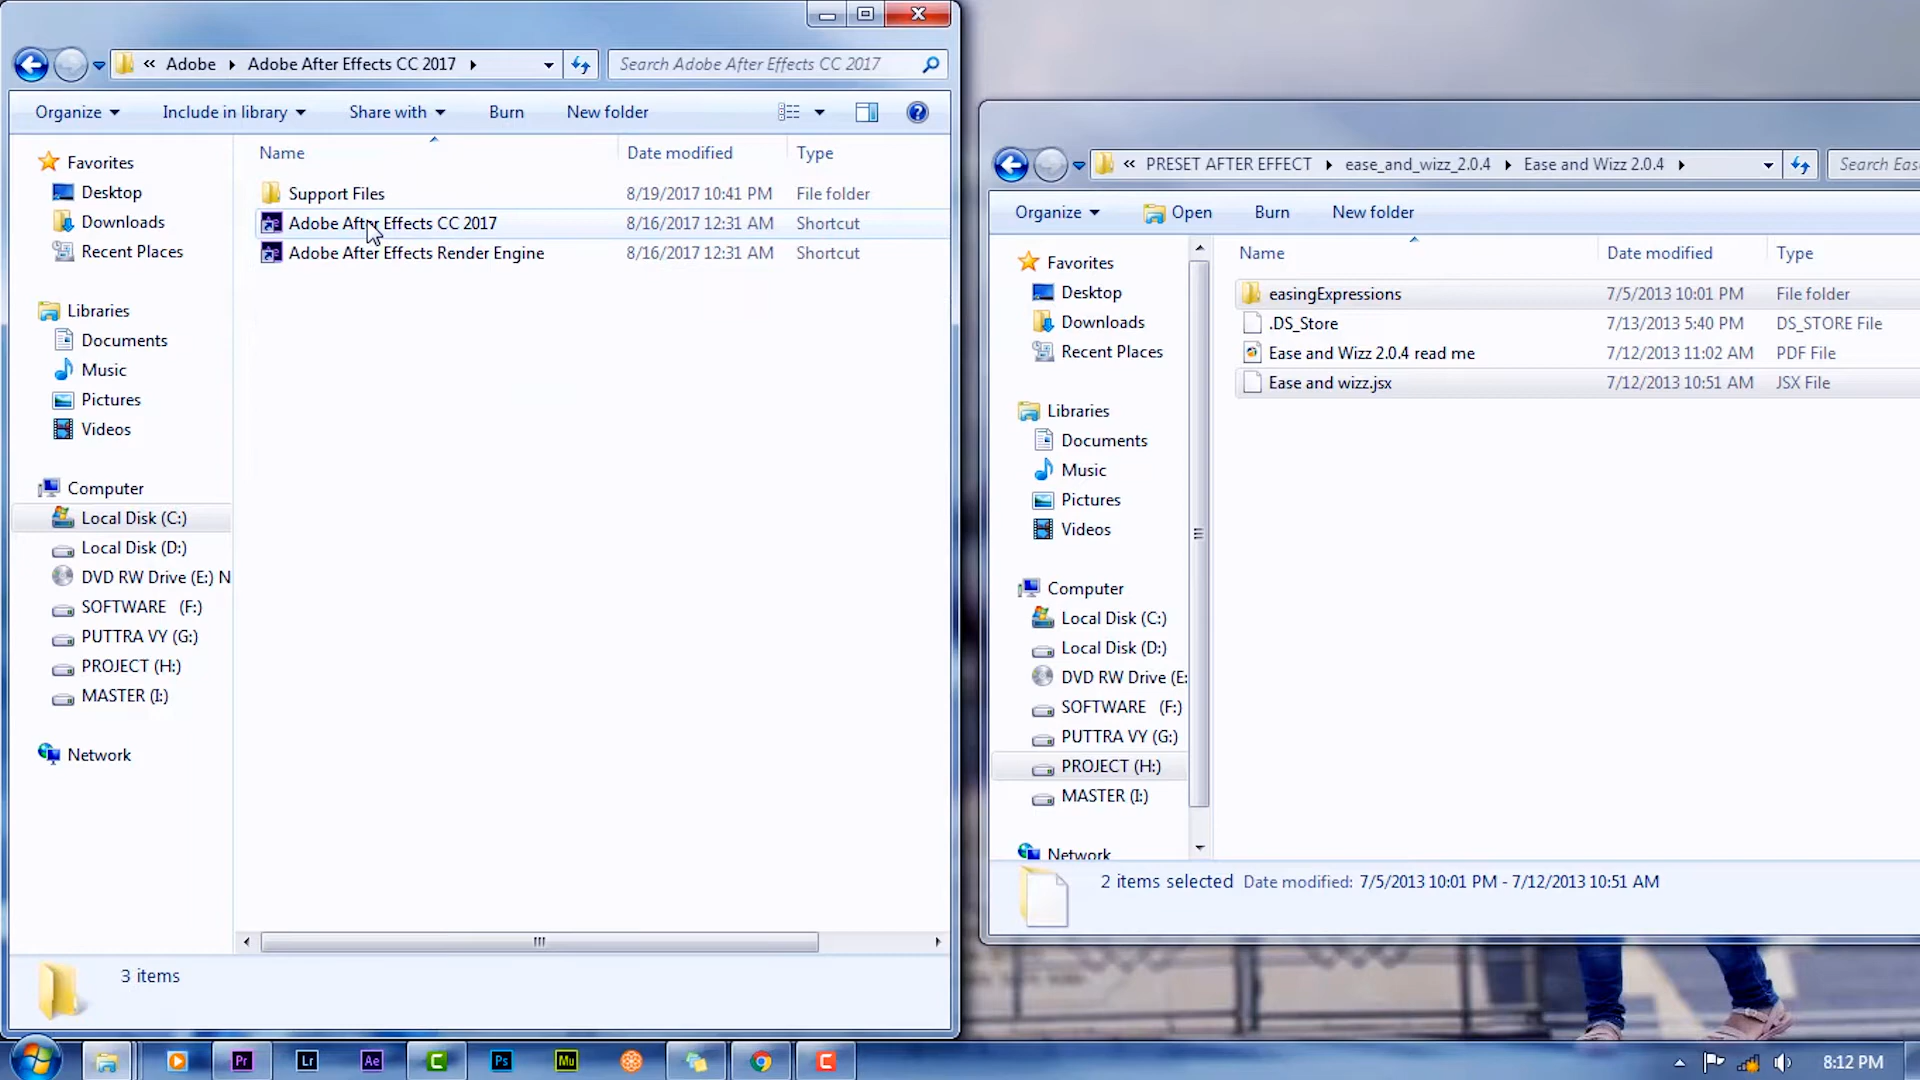 « Adobe Adobe After Effects CC 2017
Search Adobe After Effects CC 2017
Organize Include in library Share with Burn New folder
Name Date modified Type
Support Files 8/19/2017 10:41 PM File folder
Adobe After Effects CC 2017 8/16/2017 12:31 AM Shortcut
Adobe After Effects Render Engine 8/16/2017 12:31 AM Shortcut
Favorites
Desktop
Downloads
Recent Places
Libraries
Documents
Music
Pictures
Videos
Computer
Local Disk (C:)
Local Disk (D:)
DVD RW Drive (E:) N
SOFTWARE (F:)
PUTTRA VY (G:)
PROJECT (H:)
MASTER (I:)
Network
3 items
« PRESET AFTER EFFECT ease_and_wizz_2.0.4 Ease and Wizz 2.0.4
Search Eas
Organize Open Burn New folder
Name Date modified Type
easingExpressions 7/5/2013 10:01 PM File folder
.DS_Store 7/13/2013 5:40 PM DS_STORE File
Ease and Wizz 2.0.4 read me 7/12/2013 11:02 AM PDF File
Ease and wizz.jsx 7/12/2013 10:51 AM JSX File
Favorites
Desktop
Downloads
Recent Places
Libraries
Documents
Music
Pictures
Videos
Computer
Local Disk (C:)
Local Disk (D:)
DVD RW Drive (E:
SOFTWARE (F:)
PUTTRA VY (G:)
PROJECT (H:)
MASTER (I:)
Network
2 items selected Date modified: 7/5/2013 10:01 PM - 7/12/2013 10:51 AM
Pr Lr Ae C Ps Mu C
8:12 PM